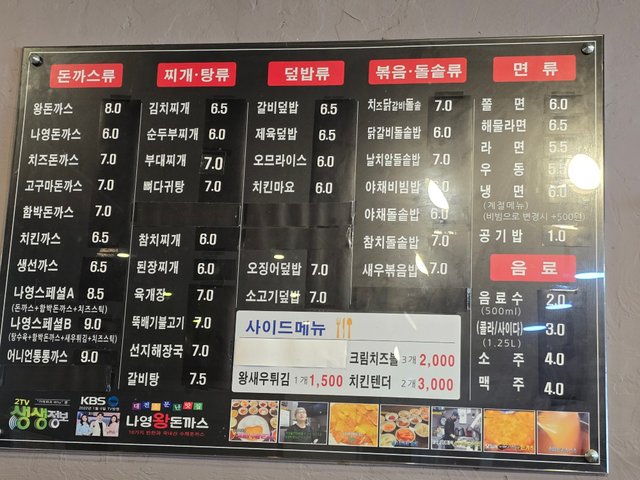 돈까스류
왕돈까스 8.0
나영돈까스 6.0
치즈돈까스 7.0
고구마돈까스 7.0
함박돈까스 7.0
치킨까스 6.5
생선까스 6.5
나영스페셜A 8.5
(돈까스+함박돈까스+치즈스틱)
나영스페셜B 9.0
(탕수육+함박돈까스+새우튀김+치즈스틱)
어니언통통까스 9.0
찌개·탕류
김치찌개 6.5
순두부찌개 6.0
부대찌개 7.0
뼈다귀탕 7.0
참치찌개 6.0
된장찌개 6.0
육개장 7.0
뚝배기불고기 7.0
선지해장국 7.0
갈비탕 7.5
덮밥류
갈비덮밥 6.5
제육덮밥 6.5
오므라이스 6.0
치킨마요 6.0
오징어덮밥 7.0
소고기덮밥 7.0
볶음·돌솥류
치즈닭갈비돌솥 7.0
닭갈비돌솥밥 7.0
날치알돌솥밥 7.0
야채비빔밥 6.0
야채돌솥밥 6.0
참치돌솥밥 7.0
새우볶음밥 7.0
면 류
쫄 면 6.0
해물라면 6.5
라 면 5.5
우 동 5.5
냉 면 6.0
(계절메뉴)
(비빔으로 변경시 +500원)
공기밥 1.0
음 료
음료수 2.0
(500ml)
(콜라/사이다) 3.0
(1.25L)
소 주 4.0
맥 주 4.0
사이드메뉴
크림치즈볼 3개 2,000
왕새우튀김 1개 1,500 치킨텐더 2개 3,000
2TV
생생정보
KBS
나영왕돈까스